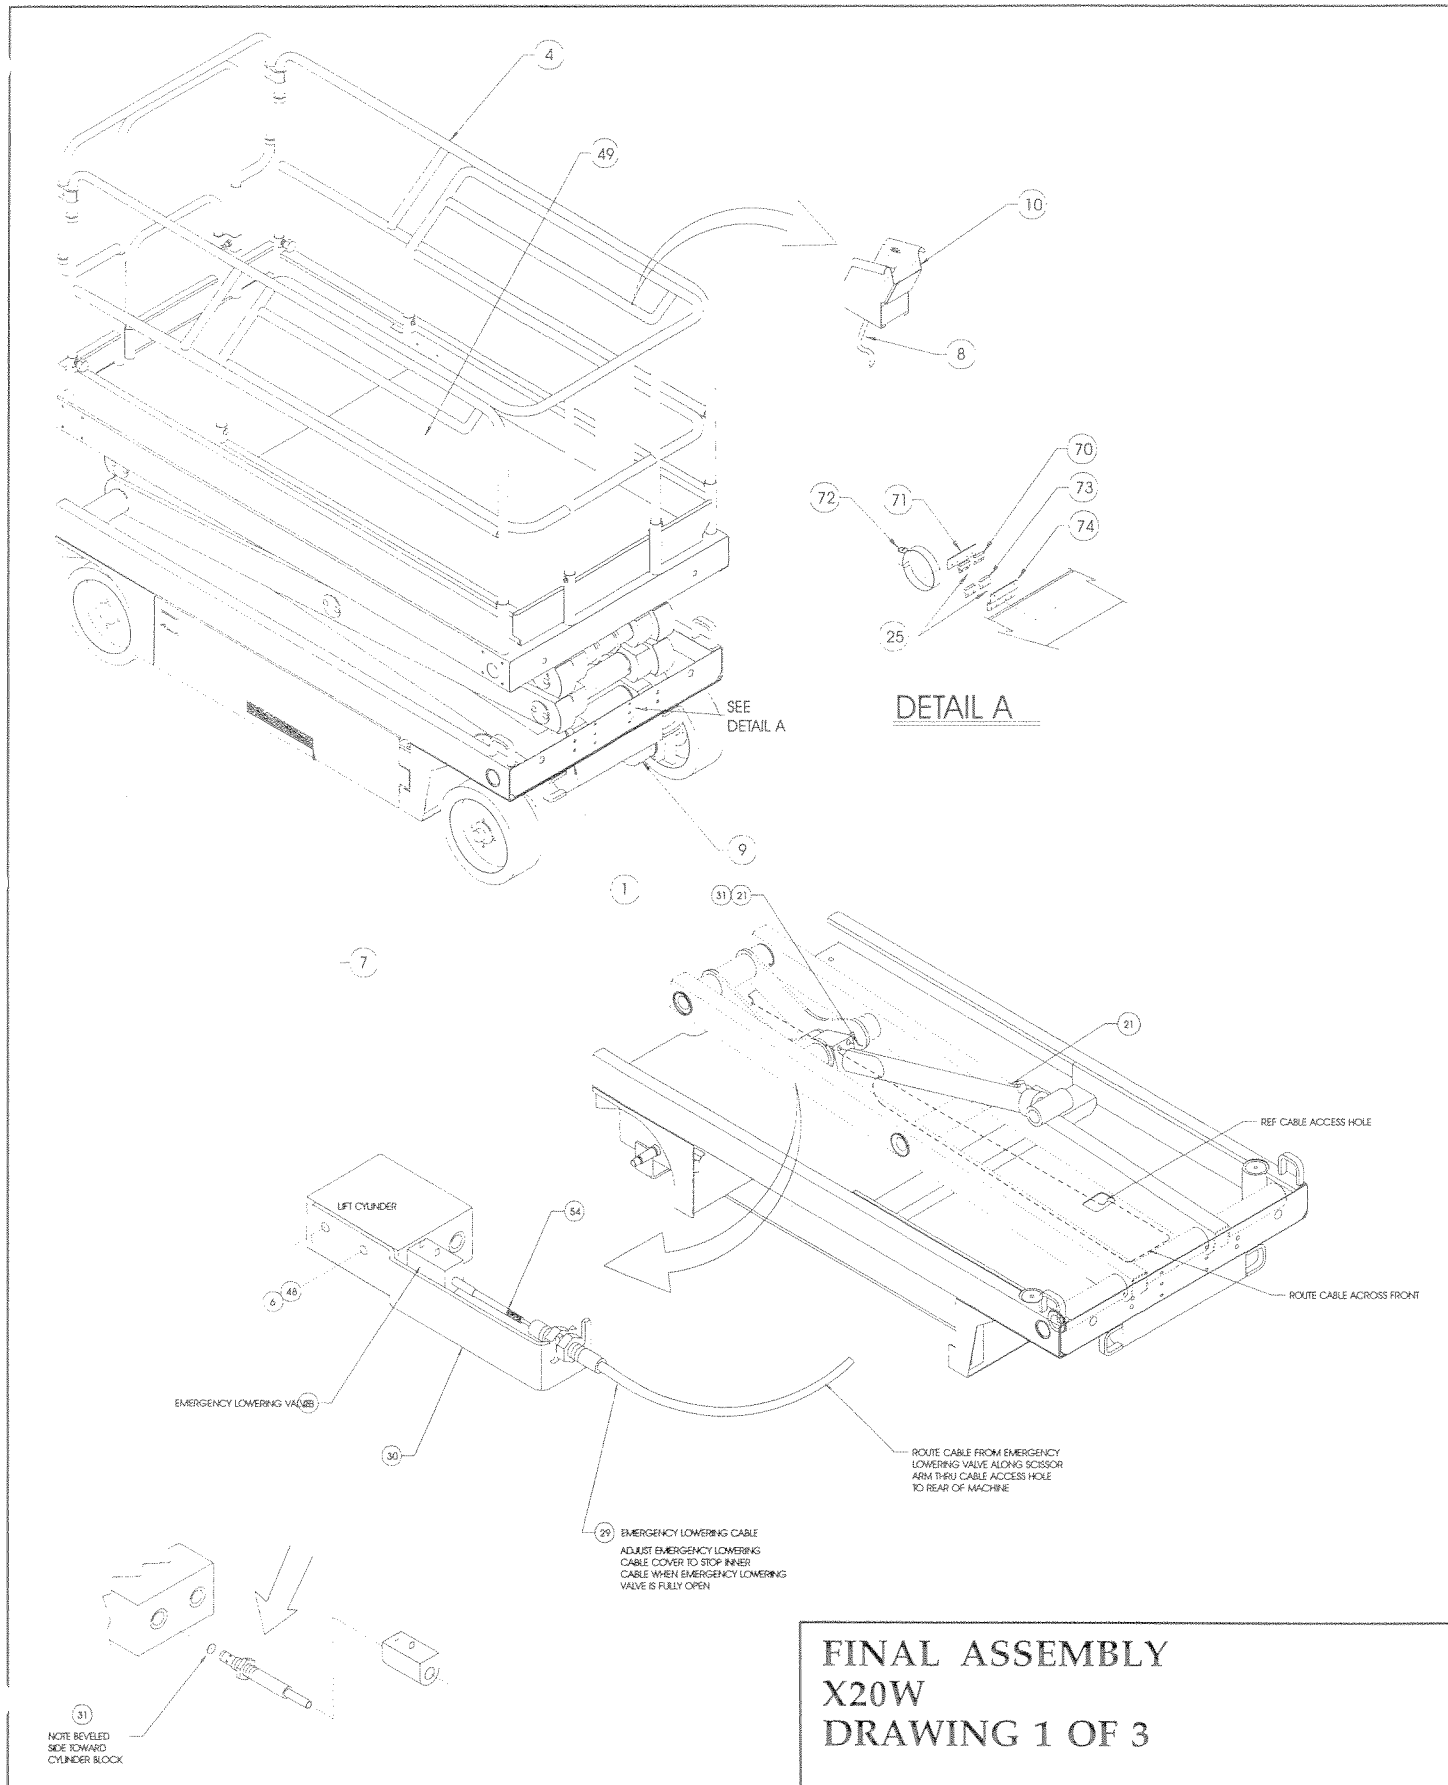 4
49
10
8
70
73
72
71
74
25
SEE
DETAIL A
DETAIL A
9
1
31 21
7
21
REF CABLE ACCESS HOLE
LIFT CYLINDER
54
6 48
ROUTE CABLE ACROSS FRONT
EMERGENCY LOWERING VALVE
30
ROUTE CABLE FROM EMERGENCY
LOWERING VALVE ALONG SCISSOR
ARM THRU CABLE ACCESS HOLE
TO REAR OF MACHINE
29 EMERGENCY LOWERING CABLE
ADJUST EMERGENCY LOWERING
CABLE COVER TO STOP INNER
CABLE WHEN EMERGENCY LOWERING
VALVE IS FULLY OPEN
31
NOTE BEVELED
SIDE TOWARD
CYLINDER BLOCK
FINAL ASSEMBLY
X20W
DRAWING 1 OF 3